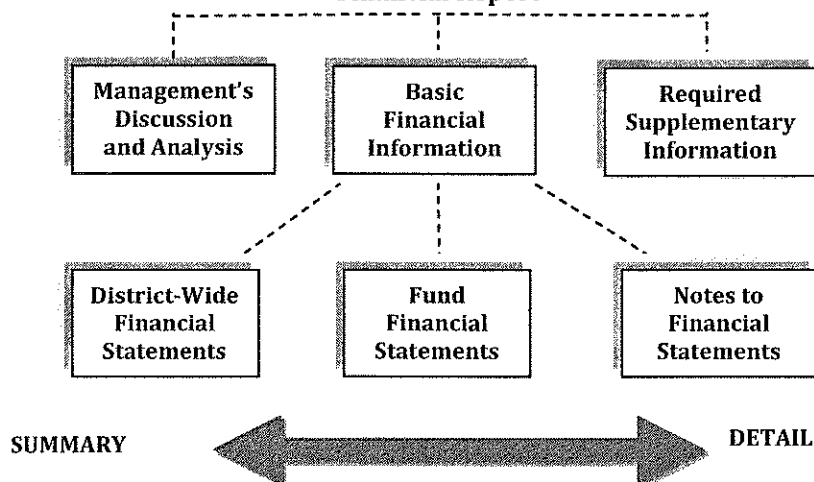 Management's
Discussion
and Analysis
Basic
Financial
Information
Required
Supplementary
Information
District-Wide
Financial
Statements
Fund
Financial
Statements
Notes to
Financial
Statements
SUMMARY
DETAIL